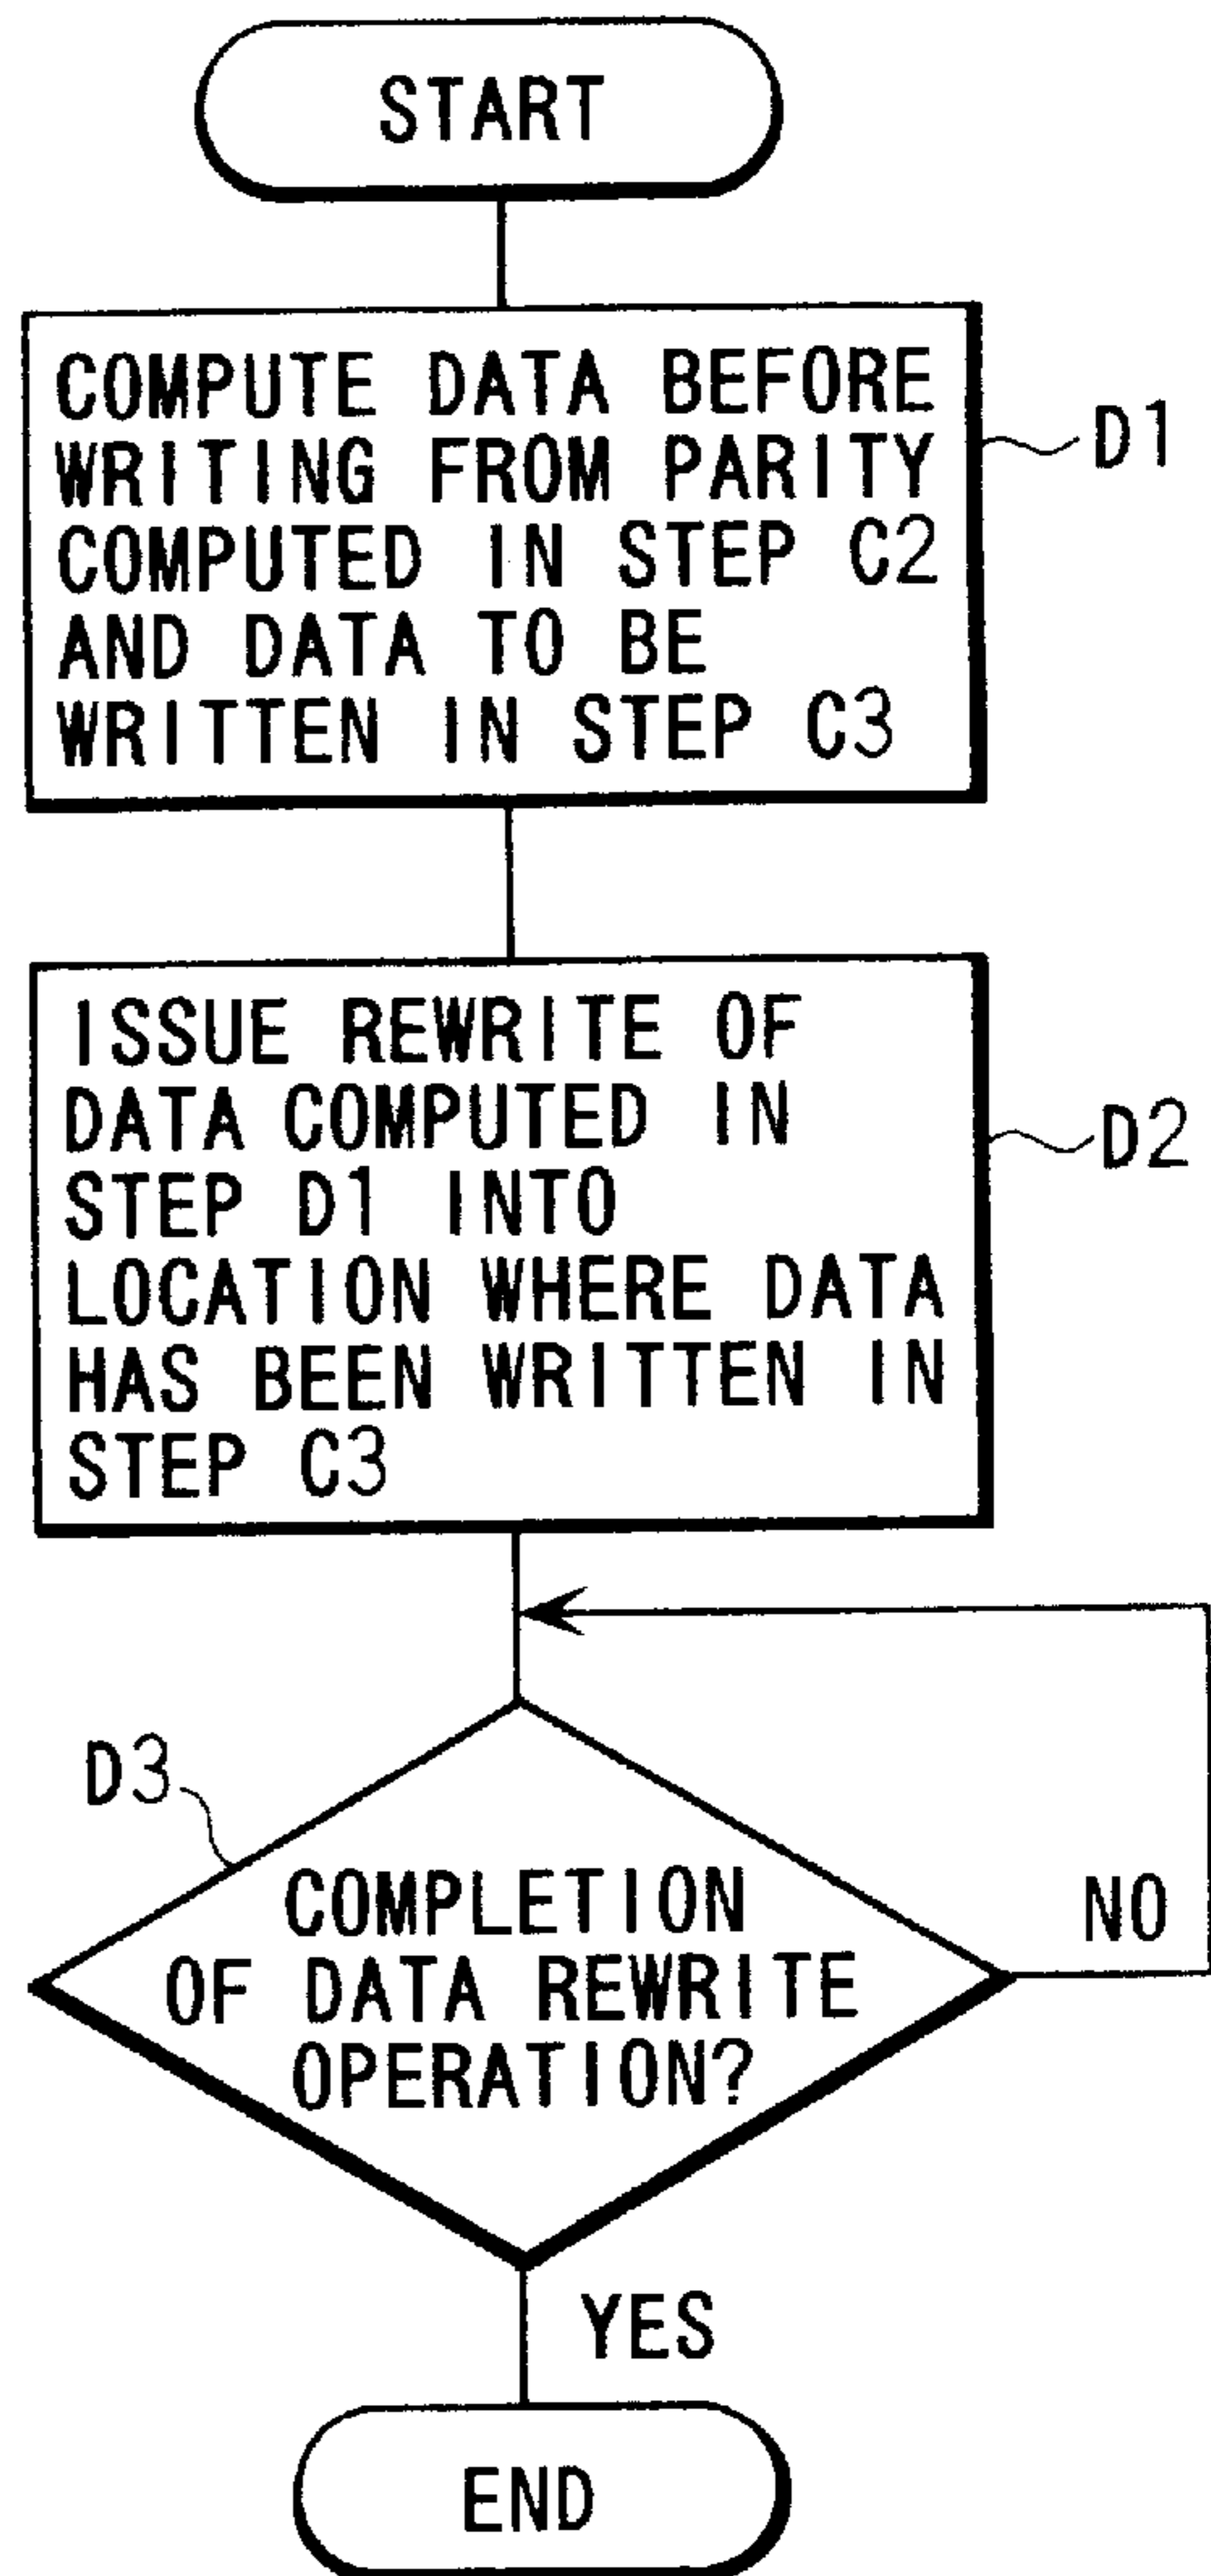 START
COMPUTE DATA BEFORE
WRITING FROM PARITY
COMPUTED IN STEP C2
AND DATA TO BE
WRITTEN IN STEP C3
D1
ISSUE REWRITE OF
DATA COMPUTED IN
STEP D1 INTO
LOCATION WHERE DATA
HAS BEEN WRITTEN IN
STEP C3
D2
D3
COMPLETION
OF DATA REWRITE
OPERATION?
NO
YES
END